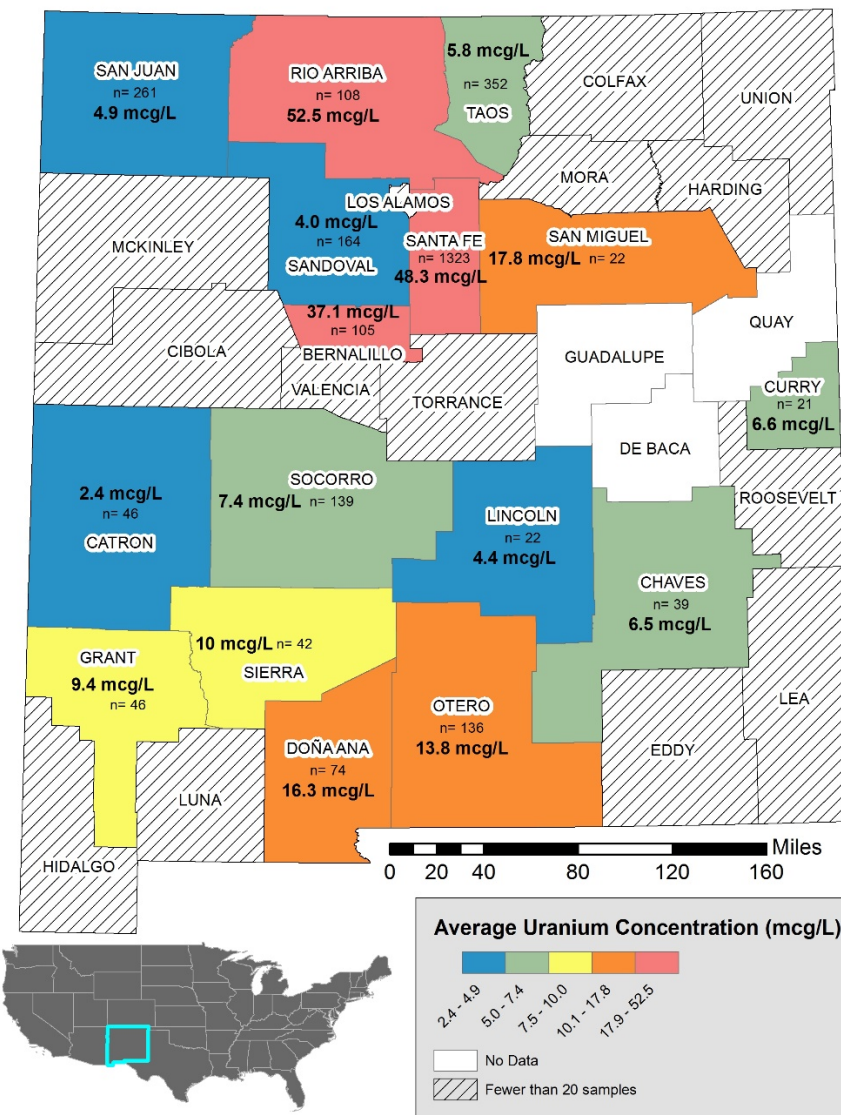 SAN JUAN
n= 261
4.9 mcg/L
RIO ARRIBA
n= 108
52.5 mcg/L
5.8 mcg/L
n= 352
TAOS
COLFAX
UNION
MORA
HARDING
LOS ALAMOS
4.0 mcg/L
n= 164
SANDOVAL
SANTA FE
n= 1323
48.3 mcg/L
SAN MIGUEL
17.8 mcg/L n= 22
MCKINLEY
37.1 mcg/L
n= 105
BERNALILLO
CIBOLA
VALENCIA
TORRANCE
GUADALUPE
QUAY
CURRY
n= 21
6.6 mcg/L
DE BACA
ROOSEVELT
2.4 mcg/L
n= 46
CATRON
SOCORRO
7.4 mcg/L n= 139
LINCOLN
n= 22
4.4 mcg/L
CHAVES
n= 39
6.5 mcg/L
GRANT
9.4 mcg/L
n= 46
10 mcg/L n= 42
SIERRA
OTERO
n= 136
13.8 mcg/L
DOÑA ANA
n= 74
16.3 mcg/L
LUNA
HIDALGO
EDDY
LEA
Miles
0 10 20 40 80 120 160
Average Uranium Concentration (mcg/L)
2.4 - 4.9
5.0 - 7.4
7.5 - 10.0
10.1 - 17.8
17.9 - 52.5
No Data
Fewer than 20 samples